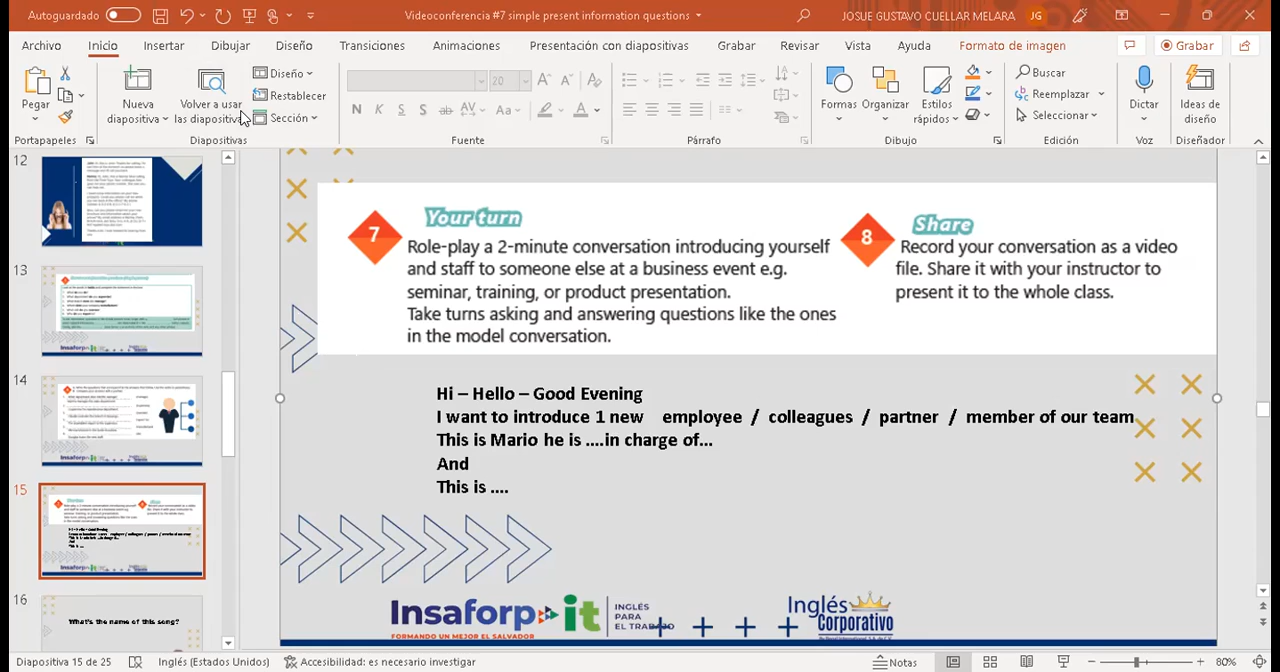 Autoguardado
Videoconferencia #7 simple present information questions
JOSUE GUSTAVO CUELLAR MELARA JG
Archivo Inicio Insertar Dibujar Diseño Transiciones Animaciones Presentación con diapositivas Grabar Revisar Vista Ayuda Formato de imagen Grabar
Pegar
Nueva diapositiva
Volver a usar las diapositivas
Diseño
Restablecer
Sección
20
N K S S ab AV Aa A
Formas Organizar Estilos rápidos
Buscar
Reemplazar
Seleccionar
Dictar
Ideas de diseño
Portapapeles Diapositivas Fuente Párrafo Dibujo Edición Voz Diseñador
12
13
14
15
16
What's the name of this song?
7 Your turn
Role-play a 2-minute conversation introducing yourself
and staff to someone else at a business event e.g.
seminar, training, or product presentation.
Take turns asking and answering questions like the ones
in the model conversation.
8 Share
Record your conversation as a video
file. Share it with your instructor to
present it to the whole class.
Hi – Hello – Good Evening
I want to introduce 1 new employee / colleagues / partner / member of our team
This is Mario he is ....in charge of...
And
This is ....
Insaforp it
FORMANDO UN MEJOR EL SALVADOR
INGLÉS
PARA
EL TRABAJO
Inglés
Corporativo
Diapositiva 15 de 25 Inglés (Estados Unidos) Accesibilidad: es necesario investigar Notas 80%